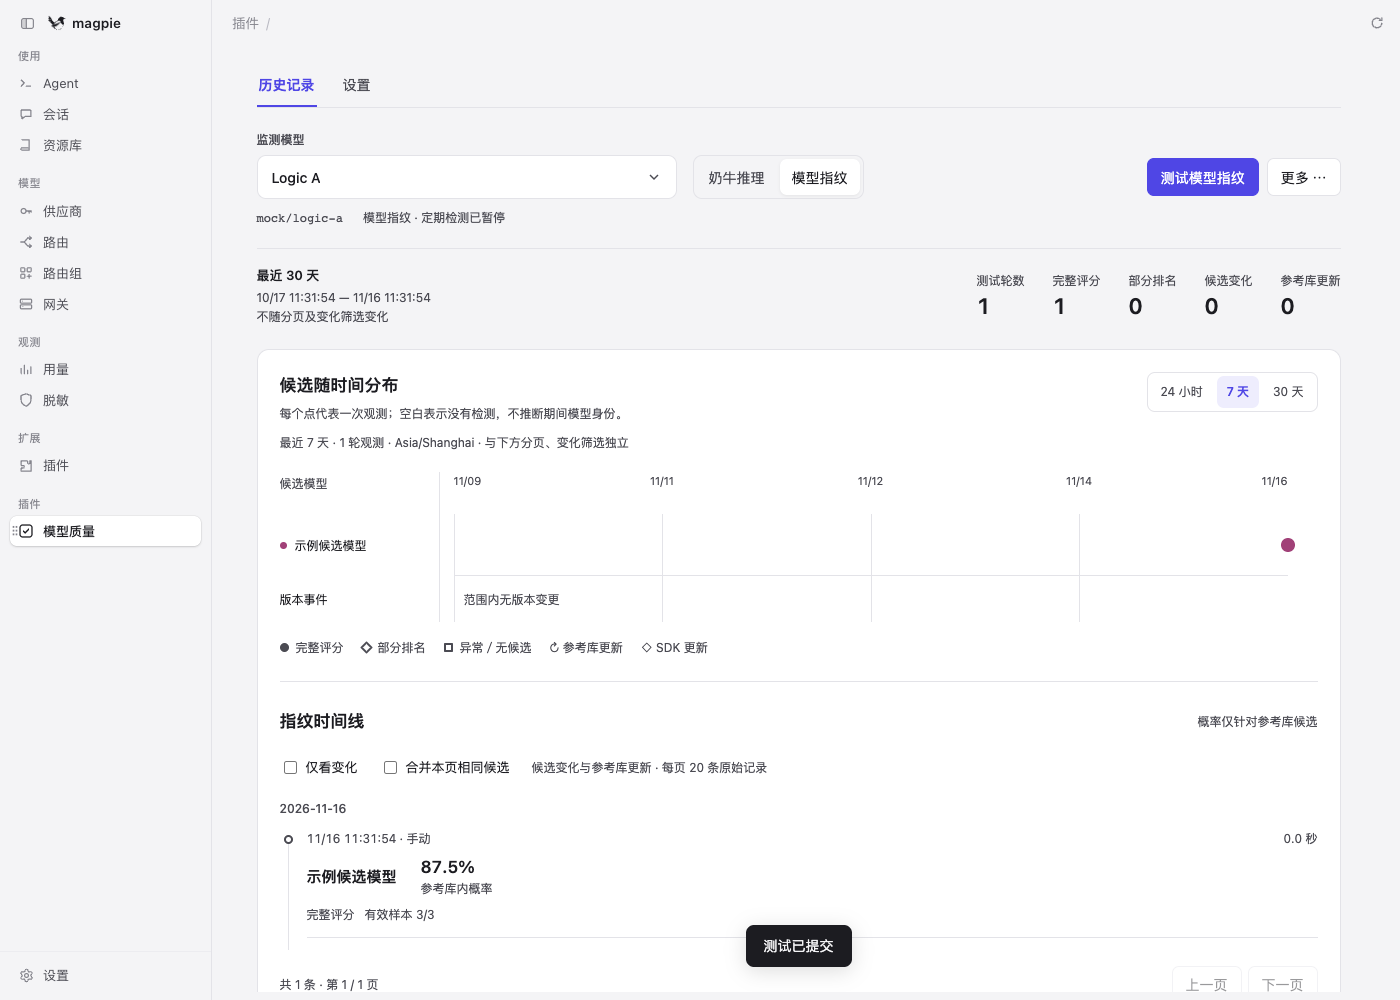 magpie
使用
Agent
会话
资源库
模型
供应商
路由
路由组
网关
观测
用量
脱敏
扩展
插件
插件
模型质量
设置
插件 /
历史记录 设置
监测模型
Logic A
奶牛推理 模型指纹
测试模型指纹 更多 ···
mock/logic-a 模型指纹 · 定期检测已暂停
最近 30 天
10/17 11:31:54 — 11/16 11:31:54
不随分页及变化筛选变化
测试轮数 完整评分 部分排名 候选变化 参考库更新
1 1 0 0 0
候选随时间分布
24 小时 7 天 30 天
每个点代表一次观测；空白表示没有检测，不推断期间模型身份。
最近 7 天 · 1 轮观测 · Asia/Shanghai · 与下方分页、变化筛选独立
候选模型 11/09 11/11 11/12 11/14 11/16
示例候选模型
版本事件 范围内无版本变更
完整评分 部分排名 异常 / 无候选 参考库更新 SDK 更新
指纹时间线
概率仅针对参考库候选
仅看变化 合并本页相同候选 候选变化与参考库更新 · 每页 20 条原始记录
2026-11-16
11/16 11:31:54 · 手动 0.0 秒
示例候选模型 87.5%
参考库内概率
完整评分 有效样本 3/3
测试已提交
共 1 条 · 第 1 / 1 页 上一页 下一页